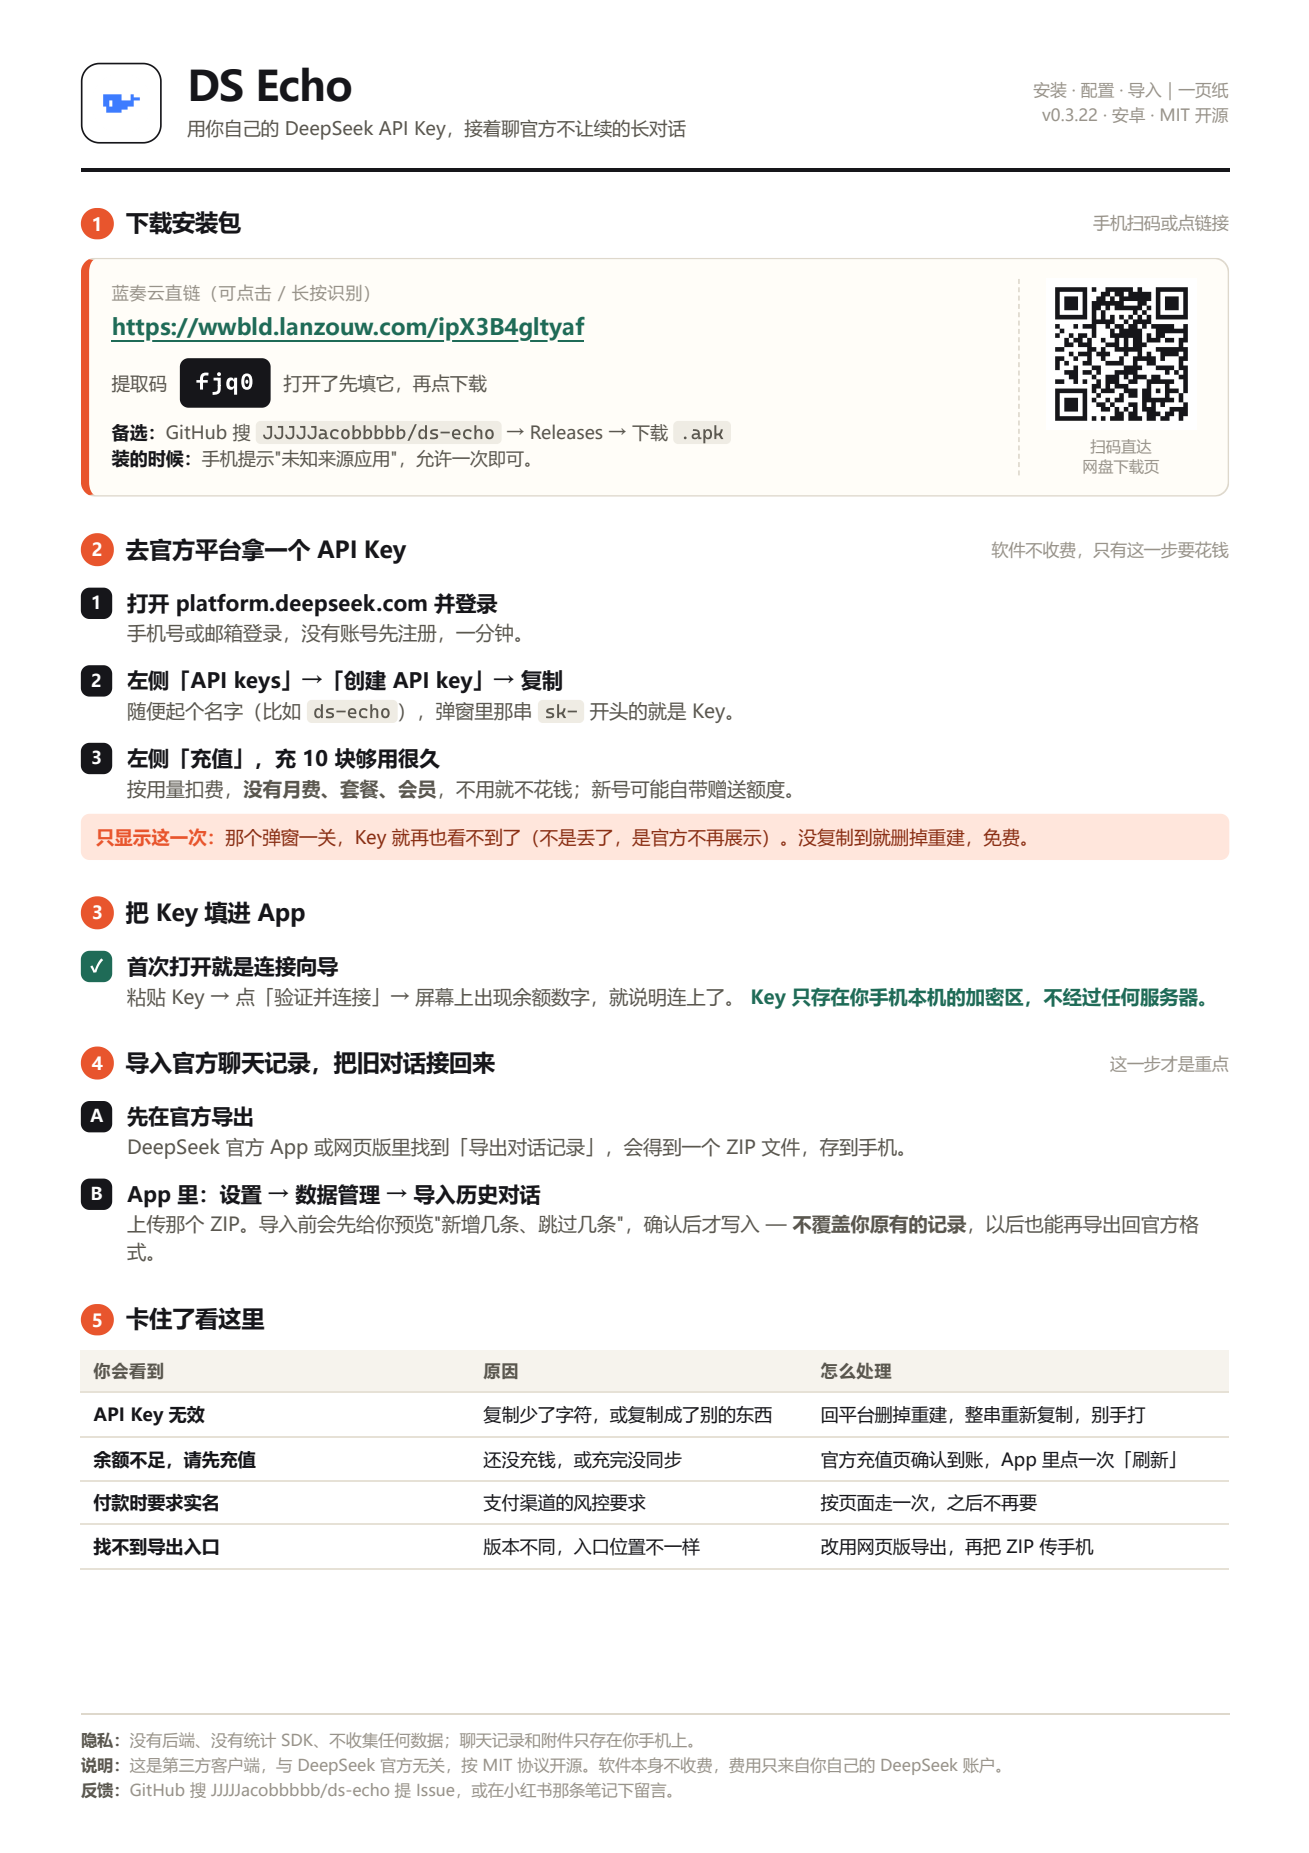 DS Echo
用你自己的 DeepSeek API Key，接着聊官方不让续的长对话
安装 · 配置 · 导入 | 一页纸
v0.3.22 · 安卓 · MIT 开源
1 下载安装包
手机扫码或点链接
蓝奏云直链（可点击 / 长按识别）
https://wwbld.lanzouw.com/ipX3B4gltyaf
提取码 fjq0 打开了先填它，再点下载
备选：GitHub 搜 JJJJJacobbbbb/ds-echo → Releases → 下载 .apk
装的时候：手机提示"未知来源应用"，允许一次即可。
扫码直达
网盘下载页
2 去官方平台拿一个 API Key
软件不收费，只有这一步要花钱
1 打开 platform.deepseek.com 并登录
手机号或邮箱登录，没有账号先注册，一分钟。
2 左侧「API keys」→「创建 API key」→ 复制
随便起个名字（比如 ds-echo），弹窗里那串 sk- 开头的就是 Key。
3 左侧「充值」，充 10 块够用很久
按用量扣费，没有月费、套餐、会员，不用就不花钱；新号可能自带赠送额度。
只显示这一次：那个弹窗一关，Key 就再也看不到了（不是丢了，是官方不再展示）。没复制到就删掉重建，免费。
3 把 Key 填进 App
✓ 首次打开就是连接向导
粘贴 Key → 点「验证并连接」→ 屏幕上出现余额数字，就说明连上了。 Key 只存在你手机本机的加密区，不经过任何服务器。
4 导入官方聊天记录，把旧对话接回来
这一步才是重点
A 先在官方导出
DeepSeek 官方 App 或网页版里找到「导出对话记录」，会得到一个 ZIP 文件，存到手机。
B App 里：设置 → 数据管理 → 导入历史对话
上传那个 ZIP。导入前会先给你预览"新增几条、跳过几条"，确认后才写入 — 不覆盖你原有的记录，以后也能再导出回官方格
式。
5 卡住了看这里
你会看到 原因 怎么处理
API Key 无效 复制少了字符，或复制成了别的东西 回平台删掉重建，整串重新复制，别手打
余额不足，请先充值 还没充钱，或充完没同步 官方充值页确认到账，App 里点一次「刷新」
付款时要求实名 支付渠道的风控要求 按页面走一次，之后不再要
找不到导出入口 版本不同，入口位置不一样 改用网页版导出，再把 ZIP 传手机
隐私：没有后端、没有统计 SDK、不收集任何数据；聊天记录和附件只存在你手机上。
说明：这是第三方客户端，与 DeepSeek 官方无关，按 MIT 协议开源。软件本身不收费，费用只来自你自己的 DeepSeek 账户。
反馈：GitHub 搜 JJJJJacobbbbb/ds-echo 提 Issue，或在小红书那条笔记下留言。